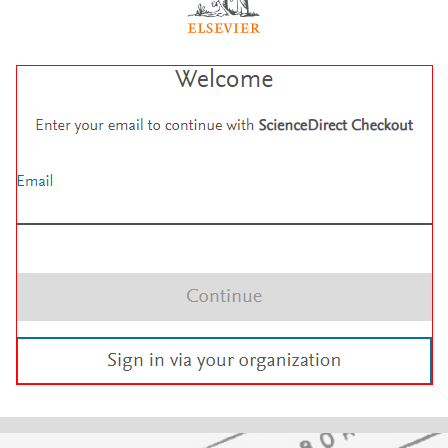 ELSEVIER
Welcome
Enter your email to continue with ScienceDirect Checkout
Email
Continue
Sign in via your organization